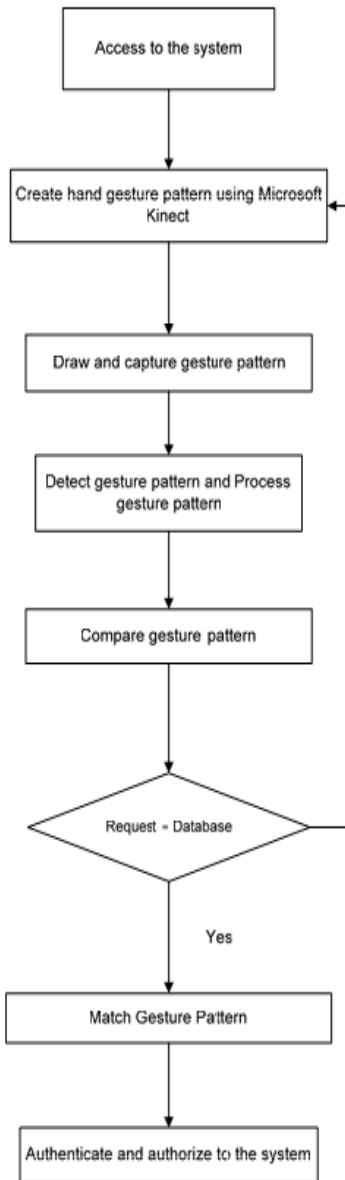 Access to the system
Create hand gesture pattern using Microsoft
Kinect
Draw and capture gesture pattern
Detect gesture pattern and Process
gesture pattern
Compare gesture pattern
Request = Database
Yes
Match Gesture Pattern
Authenticate and authorize to the system